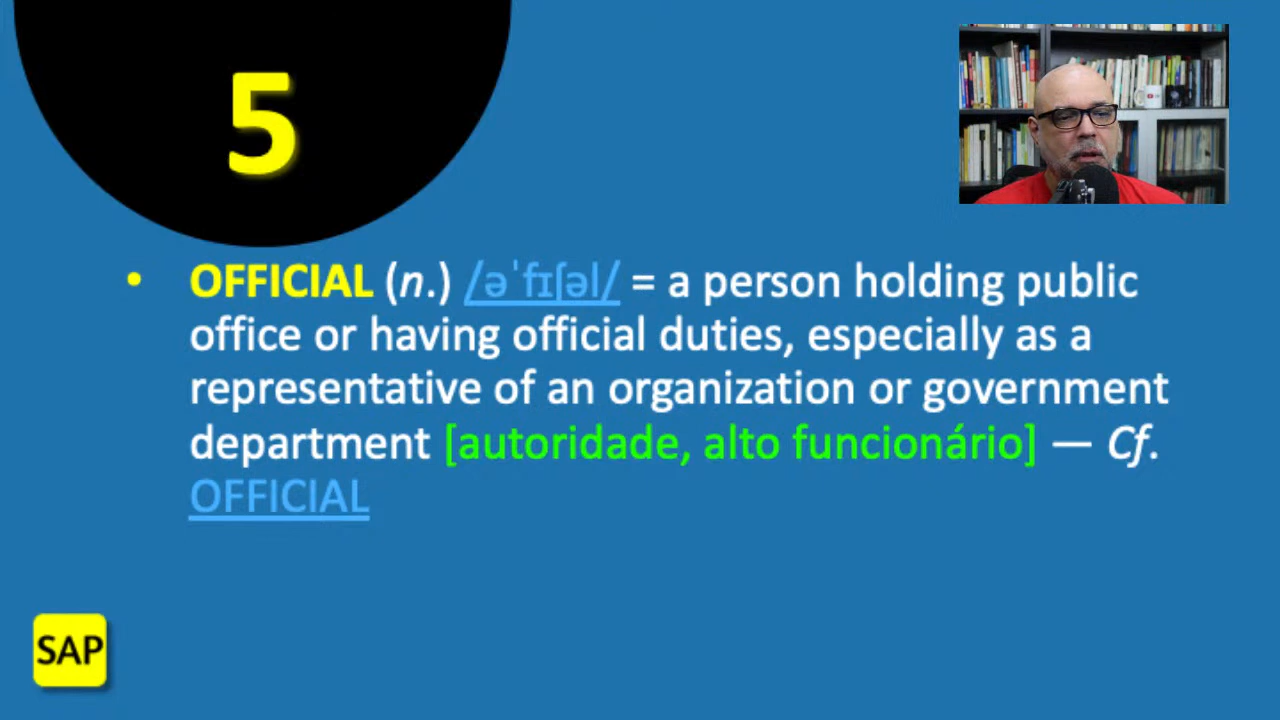 5
• OFFICIAL (n.) /əˈfɪʃəl/ = a person holding public
office or having official duties, especially as a
representative of an organization or government
department [autoridade, alto funcionário] — Cf.
OFFICIAL
SAP